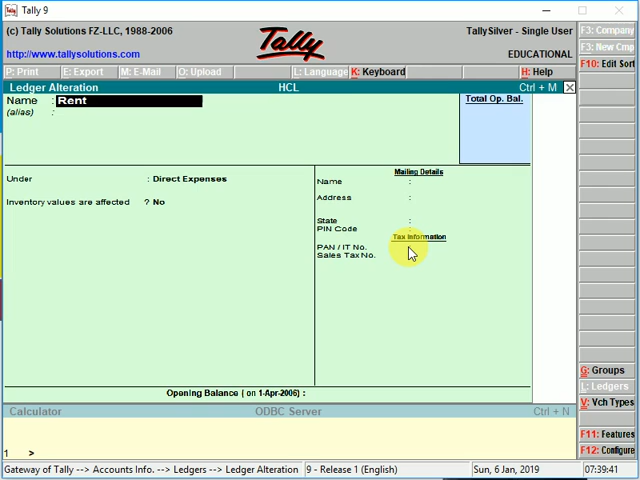 Tally 9
(c) Tally Solutions FZ-LLC, 1988-2006
TallySilver - Single User
http://www.tallysolutions.com
Tally
EDUCATIONAL
P: Print
E: Export
M: E-Mail
O: Upload
L: Language
K: Keyboard
H: Help
F3: Company
F3: New Cmp
F10: Edit Sort
Ledger Alteration
HCL
Ctrl + M
Name : Rent
(alias) :
Total Op. Bal.
Under : Direct Expenses
Inventory values are affected ? No
Mailing Details
Name :
Address :
State :
PIN Code :
Tax Information
PAN / IT No. :
Sales Tax No. :
Opening Balance ( on 1-Apr-2006) :
G: Groups
L: Ledgers
V: Vch Types
F11: Features
F12: Configure
Calculator
ODBC Server
Ctrl + N
1 >
Gateway of Tally --> Accounts Info. --> Ledgers --> Ledger Alteration
9 - Release 1 (English)
Sun, 6 Jan, 2019
07:39:41